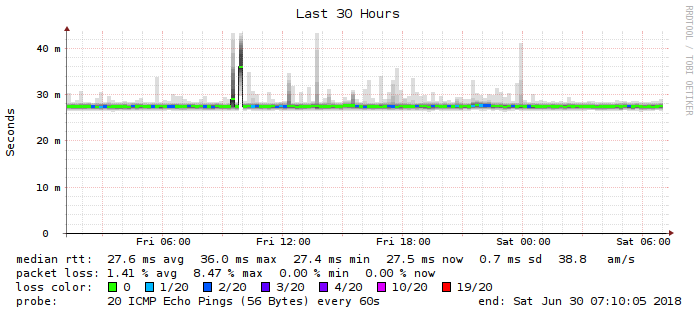 Last 30 Hours
RRDTOOL / TOBI OETIKER
Seconds
40 m
30 m
20 m
10 m
0
Fri 06:00 Fri 12:00 Fri 18:00 Sat 00:00 Sat 06:00
median rtt: 27.6 ms avg 36.0 ms max 27.4 ms min 27.5 ms now 0.7 ms sd 38.8 am/s
packet loss: 1.41 % avg 8.47 % max 0.00 % min 0.00 % now
loss color: 0 1/20 2/20 3/20 4/20 10/20 19/20
probe: 20 ICMP Echo Pings (56 Bytes) every 60s end: Sat Jun 30 07:10:05 2018